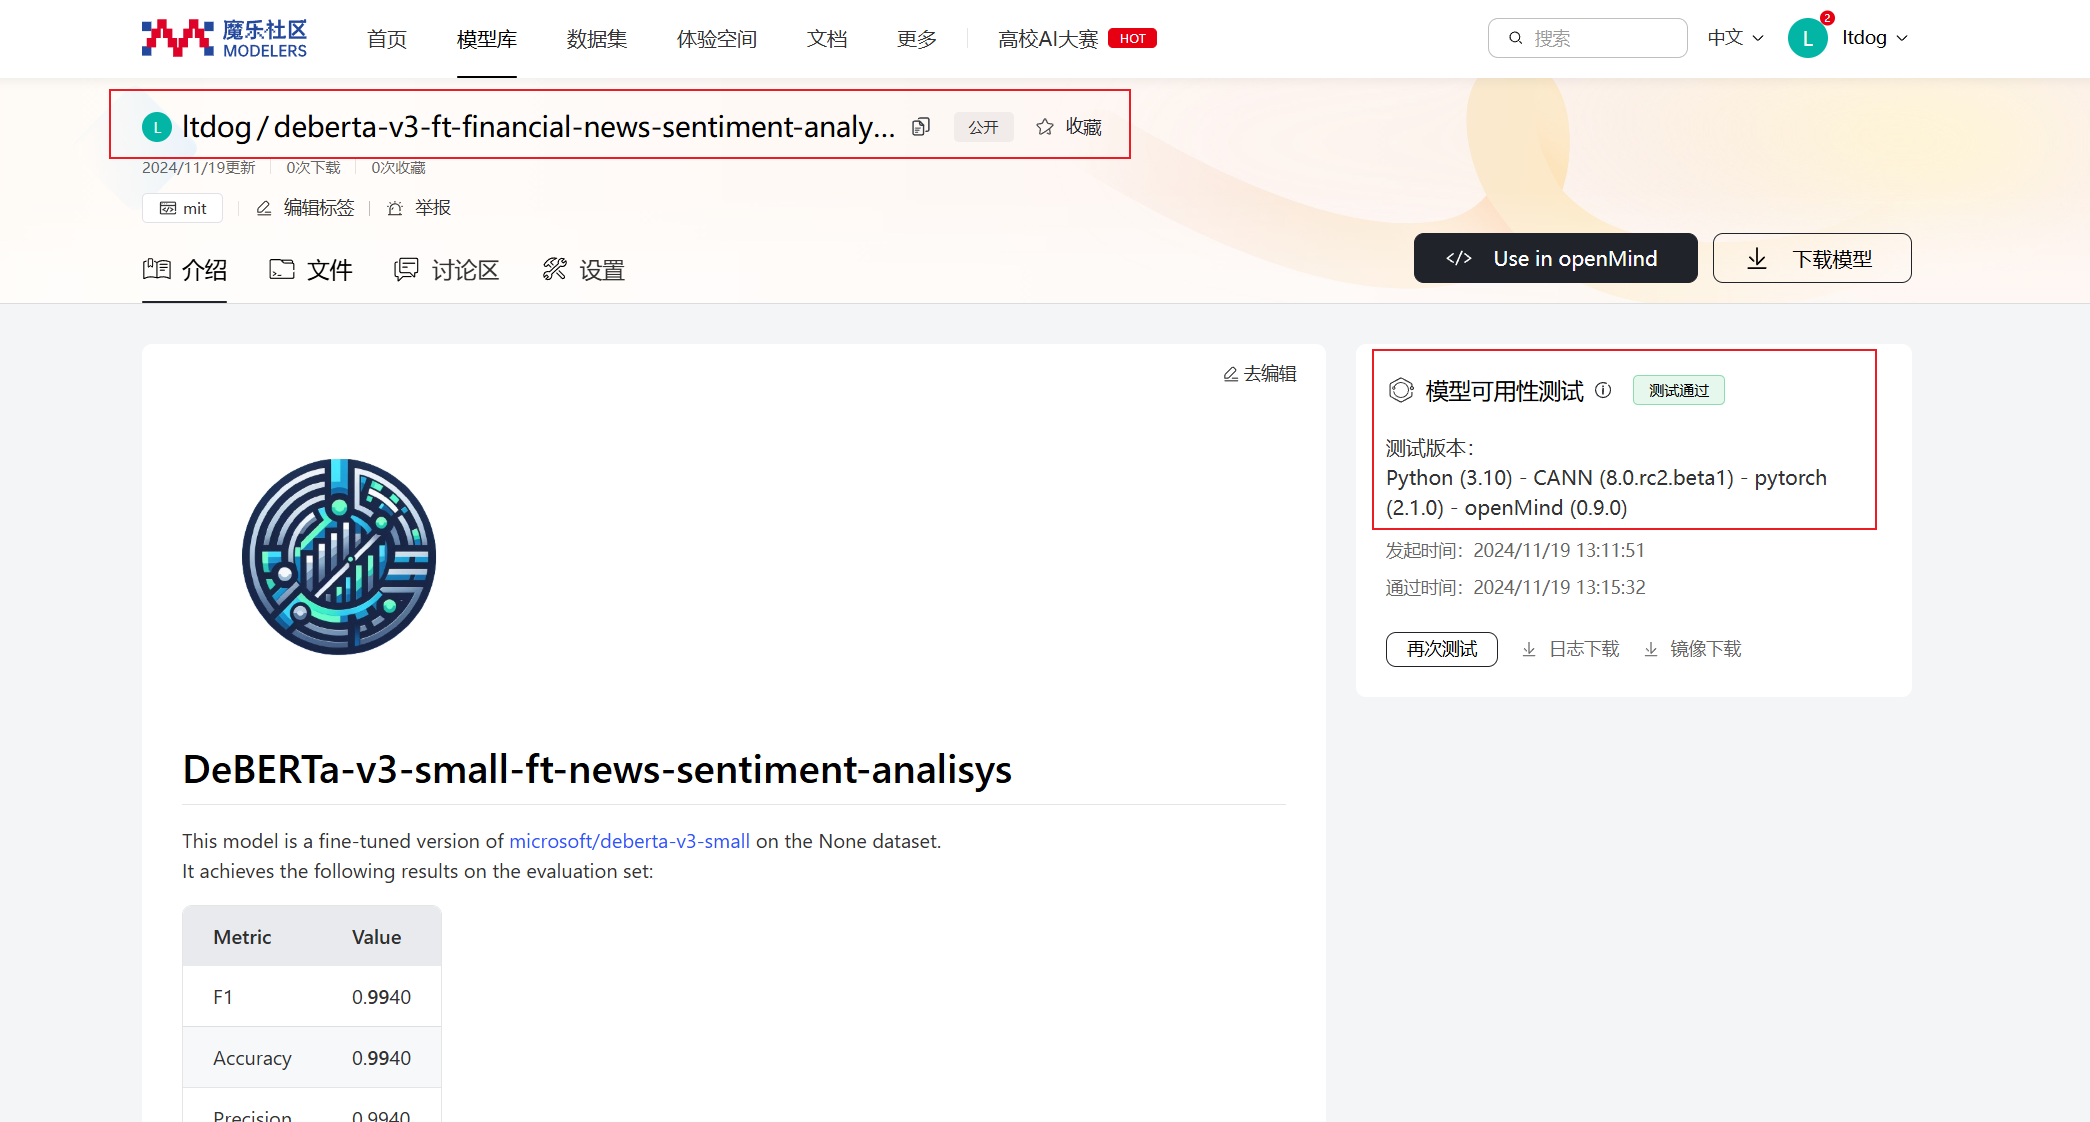 魔乐社区
MODELERS
首页 模型库 数据集 体验空间 文档 更多 高校AI大赛 HOT
搜索 中文 L 2 ltdog
L ltdog / deberta-v3-ft-financial-news-sentiment-analy... 公开 收藏
2024/11/19更新 0次下载 0次收藏
mit 编辑标签 举报
介绍 文件 讨论区 设置
</> Use in openMind 下载模型
去编辑
DeBERTa-v3-small-ft-news-sentiment-analisys
This model is a fine-tuned version of microsoft/deberta-v3-small on the None dataset.
It achieves the following results on the evaluation set:
Metric Value
F1 0.9940
Accuracy 0.9940
Precision 0.9940
模型可用性测试 测试通过
测试版本：
Python (3.10) - CANN (8.0.rc2.beta1) - pytorch
(2.1.0) - openMind (0.9.0)
发起时间：2024/11/19 13:11:51
通过时间：2024/11/19 13:15:32
再次测试 日志下载 镜像下载